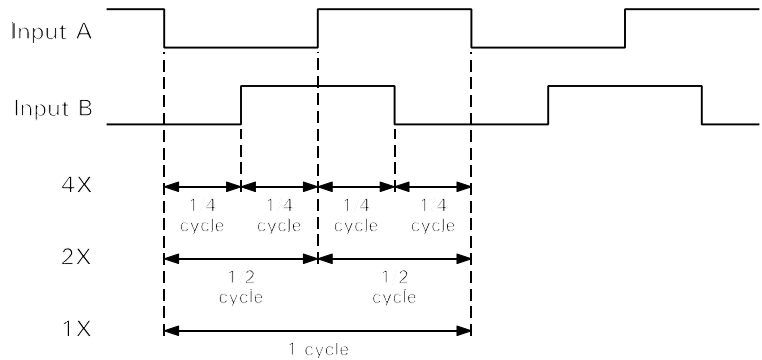 Input A
Input B
4X
1 4 1 4 1 4 1 4
cycle cycle cycle cycle
2X
1 2 1 2
cycle cycle
1X
1 cycle